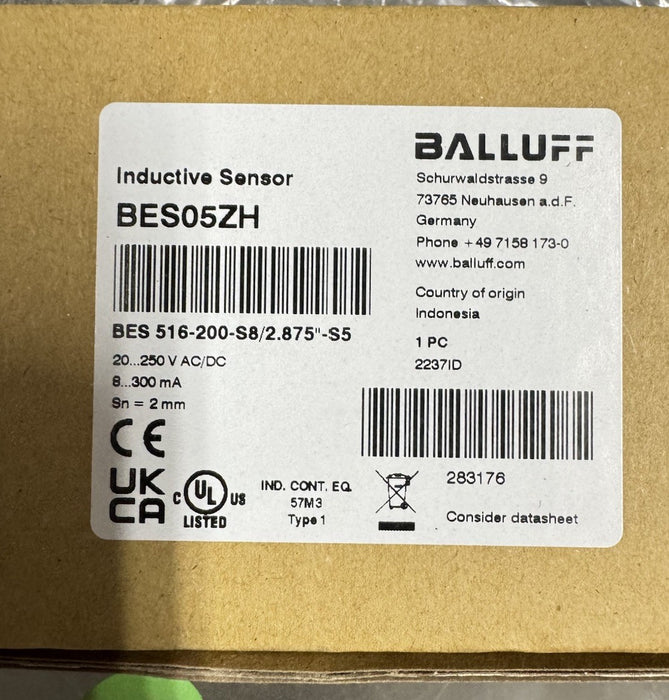 Inductive Sensor
BES05ZH
BES 516-200-S8/2.875"-S5
20...250 V AC/DC
8...300 mA
Sn = 2 mm
CE
UK
CA
C UL US
LISTED
IND. CONT. EQ.
57M3
Type 1
BALLUFF
Schurwaldstrasse 9
73765 Neuhausen a.d.F.
Germany
Phone +49 7158 173-0
www.balluff.com
Country of origin
Indonesia
1 PC
2237ID
283176
Consider datasheet